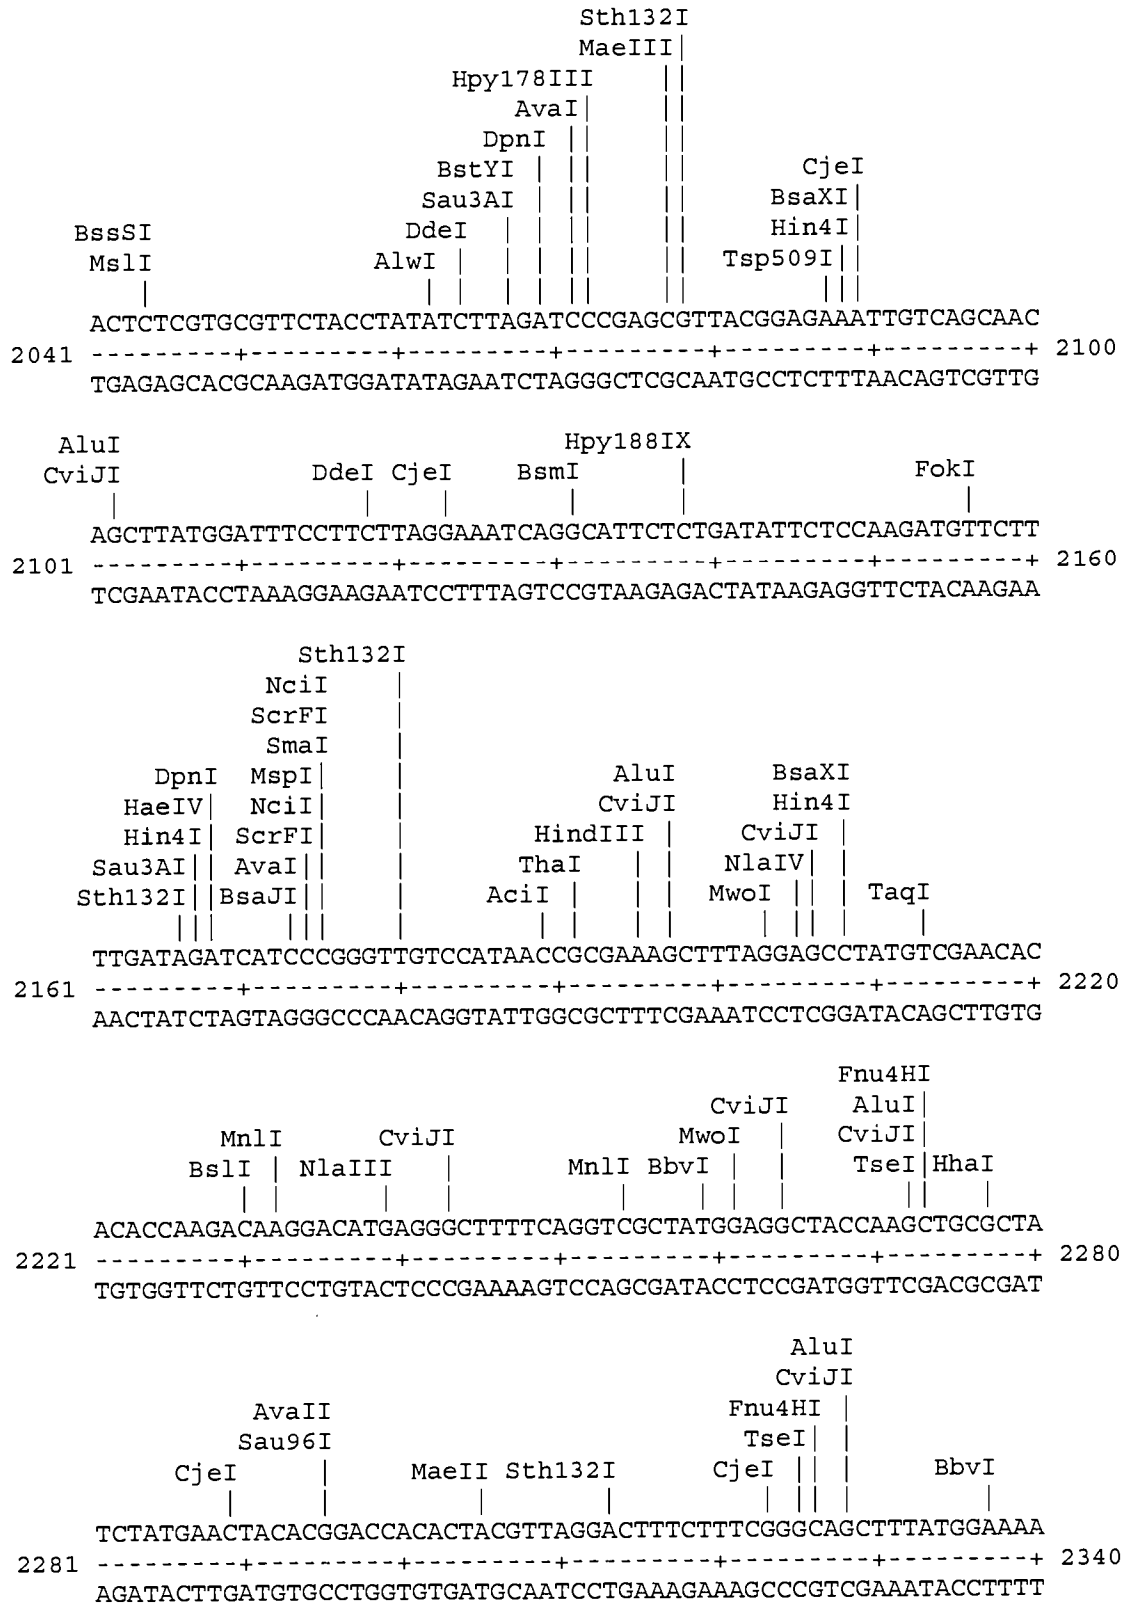 Sth132I
MaeIII
Hpy178III
AvaI
DpnI
BstYI CjeI
Sau3AI BsaXI
BssSI DdeI Hin4I
MslI AlwI Tsp509I
ACTCTCGTGCGTTCTACCTATATCTTAGATCCCGAGCGTTACGGAGAAATTGTCAGCAAC
2041 ---------+---------+---------+---------+---------+---------+ 2100
TGAGAGCACGCAAGATGGATATAGAATCTAGGGCTCGCAATGCCTCTTTAACAGTCGTTG
AluI Hpy188IX
CviJI DdeI CjeI BsmI FokI
AGCTTATGGATTTCCTTCTTAGGAAATCAGGCATTCTCTGATATTCTCCAAGATGTTCTT
2101 ---------+---------+---------+---------+---------+---------+ 2160
TCGAATACCTAAAGGAAGAATCCTTTAGTCCGTAAGAGACTATAAGAGGTTCTACAAGAA
Sth132I
NciI
ScrFI
SmaI
DpnI MspI AluI BsaXI
HaeIV NciI CviJI Hin4I
Hin4I ScrFI HindIII CviJI
Sau3AI AvaI ThaI NlaIV
Sth132I BsaJI AciI MwoI TaqI
TTGATAGATCATCCCGGGTTGTCCATAACCGCGAAAGCTTTAGGAGCCTATGTCGAACAC
2161 ---------+---------+---------+---------+---------+---------+ 2220
AACTATCTAGTAGGGCCCAACAGGTATTGGCGCTTTCGAAATCCTCGGATACAGCTTGTG
Fnu4HI
CviJI AluI
MnlI CviJI MwoI CviJI
BslI NlaIII MnlI BbvI TseI HhaI
ACACCAAGACAAGGACATGAGGGCTTTTCAGGTCGCTATGGAGGCTACCAAGCTGCGCTA
2221 ---------+---------+---------+---------+---------+---------+ 2280
TGTGGTTCTGTTCCTGTACTCCCGAAAAGTCCAGCGATACCTCCGATGGTTCGACGCGAT
AluI
CviJI
AvaII Fnu4HI
Sau96I TseI
CjeI MaeII Sth132I CjeI BbvI
TCTATGAACTACACGGACCACACTACGTTAGGACTTTCTTTCGGGCAGCTTTATGGAAAA
2281 ---------+---------+---------+---------+---------+---------+ 2340
AGATACTTGATGTGCCTGGTGTGATGCAATCCTGAAAGAAAGCCCGTCGAAATACCTTTT